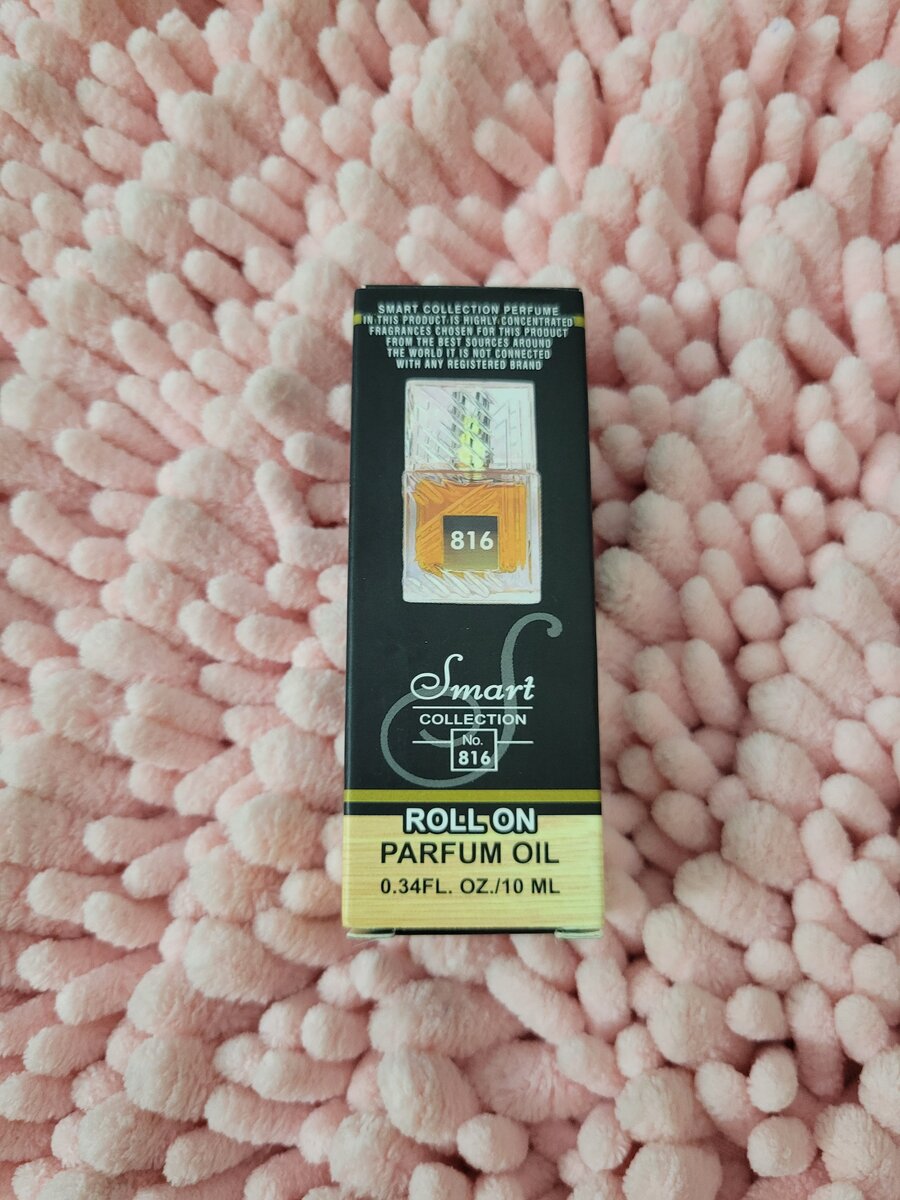 SMART COLLECTION PERFUME
IN THIS PRODUCT IS HIGHLY CONCENTRATED
FRAGRANCES CHOSEN FOR THIS PRODUCT
FROM THE BEST SOURCES AROUND
THE WORLD IT IS NOT CONNECTED
WITH ANY REGISTERED BRAND
816
Smart
COLLECTION
No.
816
ROLL ON
PARFUM OIL
0.34FL. OZ./10 ML